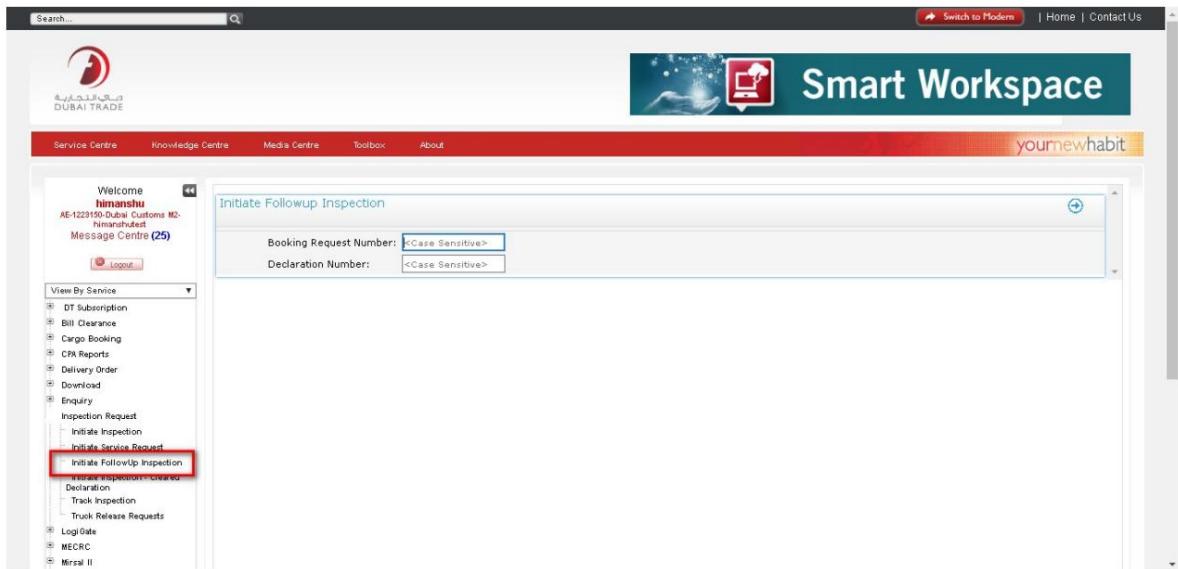 Search...
Switch to Modern | Home | Contact Us
دبي التجارية
DUBAI TRADE
Smart Workspace
Service Centre Knowledge Centre Media Centre Toolbox About
yournewhabit
Welcome
himanshu
AE-1223150-Dubai Customs M2-
himanshutest
Message Centre (25)
Logout
View By Service
DT Subscription
Bill Clearance
Cargo Booking
CPA Reports
Delivery Order
Download
Enquiry
Inspection Request
Initiate Inspection
Initiate Service Request
Initiate FollowUp Inspection
Initiate Inspection - Cleared
Declaration
Track Inspection
Truck Release Requests
LogiGate
MECRC
Mirsal II
Initiate Followup Inspection
Booking Request Number: <Case Sensitive>
Declaration Number: <Case Sensitive>